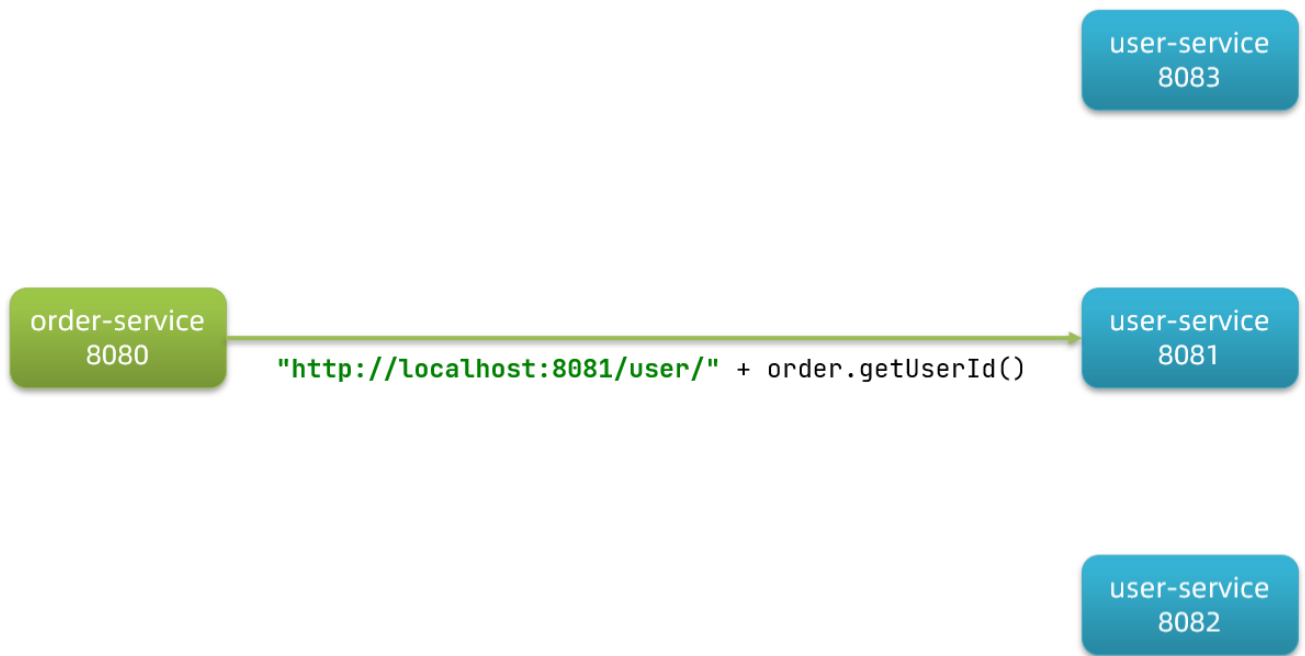 user-service
8083
order-service
8080
"http://localhost:8081/user/" + order.getUserId()
user-service
8081
user-service
8082